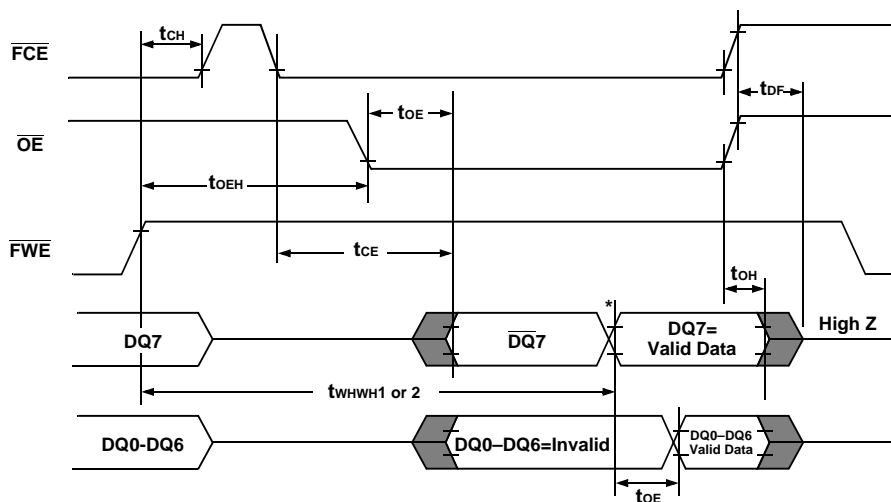 tCH
FCE
tDF
tOE
OE
tOEH
FWE
tCE
tOH
*
DQ7
DQ7
DQ7=
Valid Data
High Z
tWHWH1 or 2
DQ0-DQ6
DQ0–DQ6=Invalid
DQ0–DQ6
Valid Data
tOE